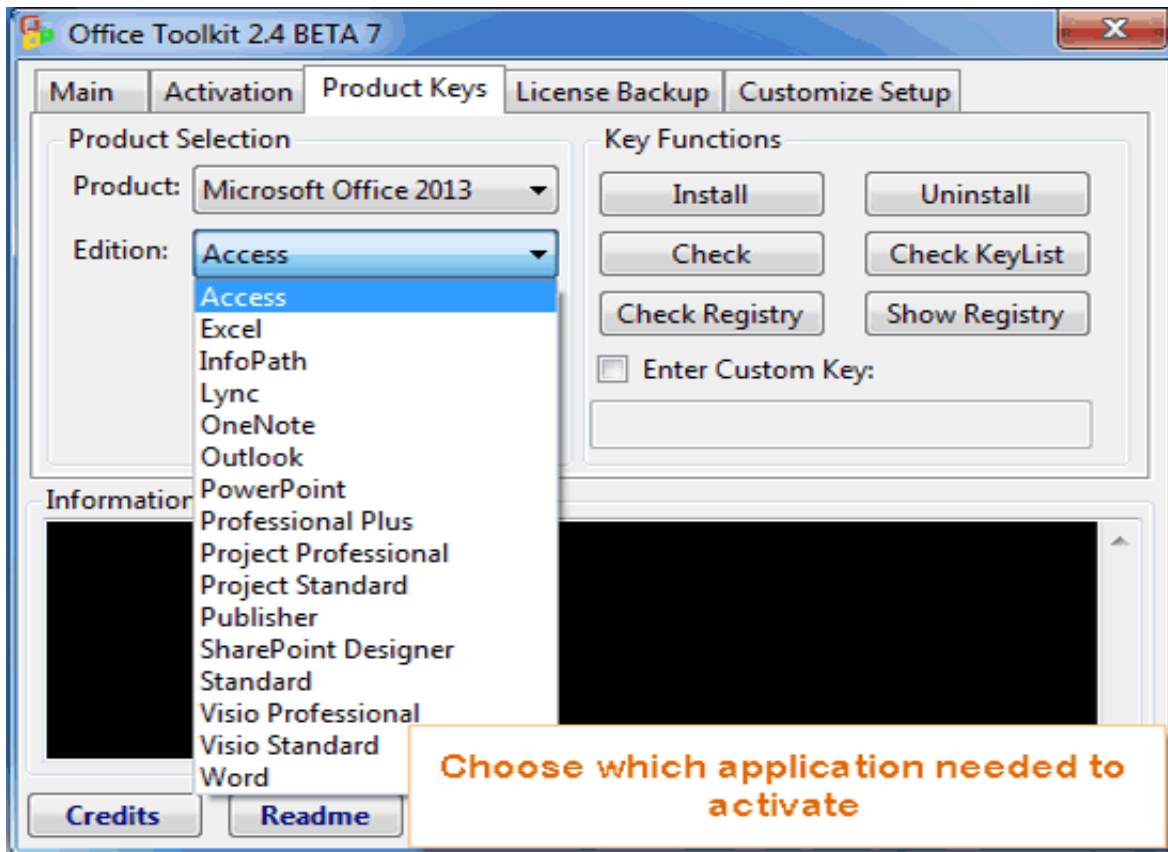 Office Toolkit 2.4 BETA 7
Main Activation Product Keys License Backup Customize Setup
Product Selection
Product: Microsoft Office 2013
Edition: Access
Access
Excel
InfoPath
Lync
OneNote
Outlook
PowerPoint
Professional Plus
Project Professional
Project Standard
Publisher
SharePoint Designer
Standard
Visio Professional
Visio Standard
Word
Key Functions
Install Uninstall
Check Check KeyList
Check Registry Show Registry
Enter Custom Key:
Information
Choose which application needed to
activate
Credits Readme